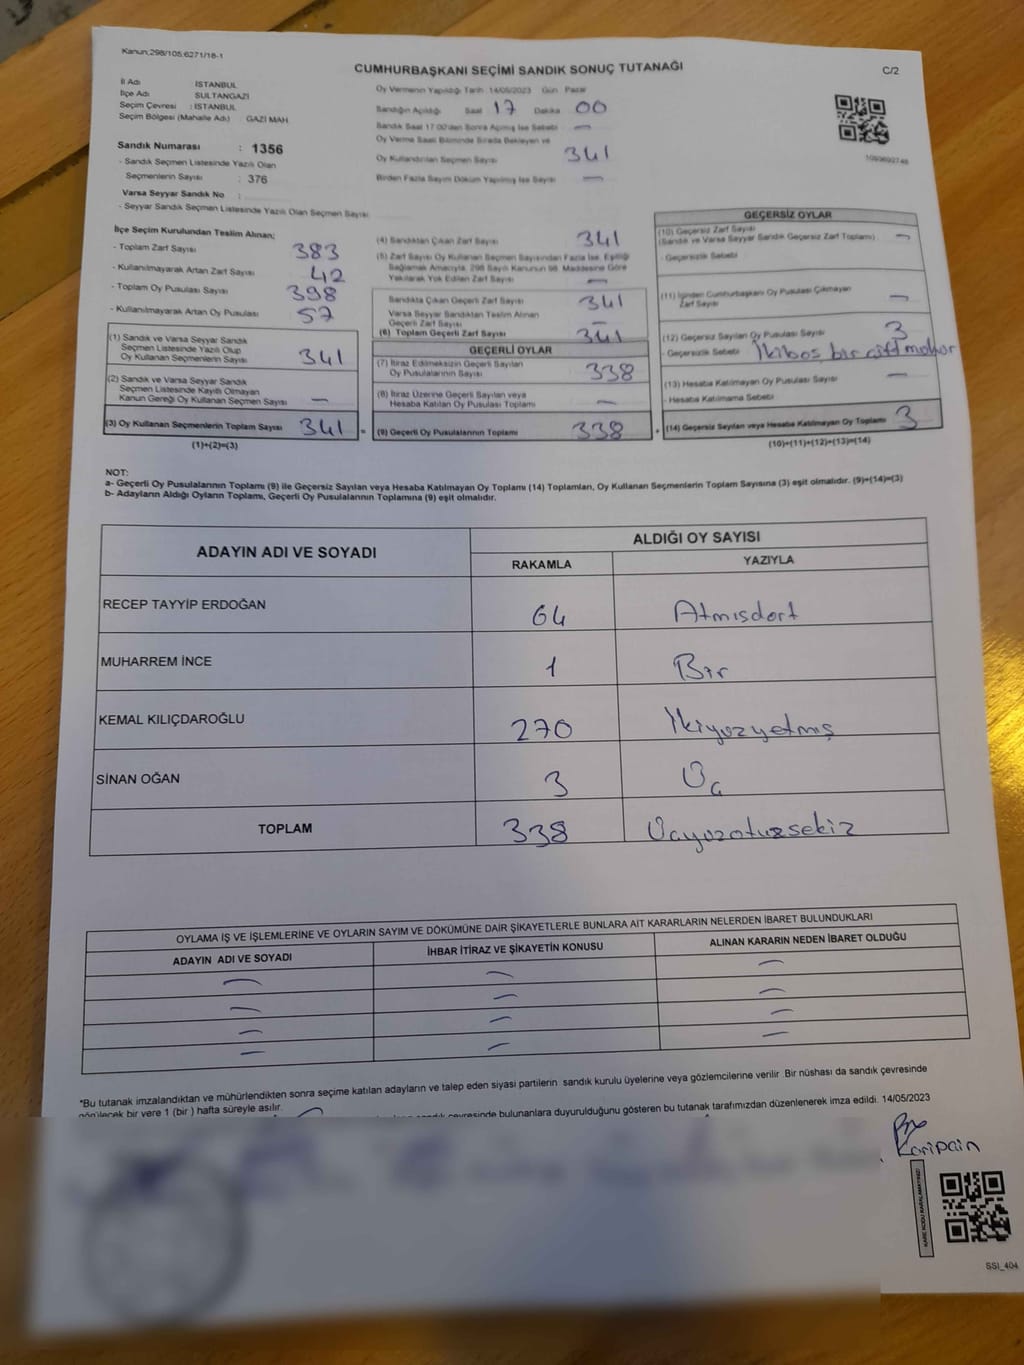 Kanun,298/105;6271/18-1
CUMHURBAŞKANI SEÇİMİ SANDIK SONUÇ TUTANAĞI
C/2
İl Adı İSTANBUL
İlçe Adı SULTANGAZİ
Seçim Çevresi : İSTANBUL
Seçim Bölgesi (Mahalle Adı) : GAZİ MAH
Sandık Numarası : 1356
- Sandık Seçmen Listesinde Yazılı Olan
Seçmenlerin Sayısı : 376
Varsa Seyyar Sandık No :
- Seyyar Sandık Seçmen Listesinde Yazılı Olan Seçmen Sayısı
Oy Vermenin Yapıldığı Tarih :14/05/2023 Gün Pazar
Sandığın Açıldığı Saat 17 Dakika 00
Sandık Saat 17:00'den Sonra Açılmış İse Sebebi —
Oy Verme Saati Bitiminde Sırada Bekleyen ve
Oy Kullandırılan Seçmen Sayısı 341
Birden Fazla Sayım Döküm Yapılmış İse Sayısı —
İlçe Seçim Kurulundan Teslim Alınan;
- Toplam Zarf Sayısı 383
- Kullanılmayarak Artan Zarf Sayısı 42
- Toplam Oy Pusulası Sayısı 398
- Kullanılmayarak Artan Oy Pusulası 57
(1) Sandık ve Varsa Seyyar Sandık
Seçmen Listesinde Yazılı Olup
Oy Kullanan Seçmenlerin Sayısı 341
(2) Sandık ve Varsa Seyyar Sandık
Seçmen Listesinde Kayıtlı Olmayan
Kanun Gereği Oy Kullanan Seçmen Sayısı —
(3) Oy Kullanan Seçmenlerin Toplam Sayısı 341
(1)+(2)=(3)
(4) Sandıktan Çıkan Zarf Sayısı 341
(5) Zarf Sayısı Oy Kullanan Seçmen Sayısından Fazla İse, Eşitliği
Sağlamak Amacıyla, 298 Sayılı Kanunun 98. Maddesine Göre
Yakılarak Yok Edilen Zarf Sayısı —
Sandıkta Çıkan Geçerli Zarf Sayısı 341
Varsa Seyyar Sandıktan Teslim Alınan
Geçerli Zarf Sayısı —
(6) Toplam Geçerli Zarf Sayısı 341
GEÇERLİ OYLAR
(7) İtiraz Edilmeksizin Geçerli Sayılan
Oy Pusulalarının Sayısı 338
(8) İtiraz Üzerine Geçerli Sayılan veya
Hesaba Katılan Oy Pusulası Toplamı —
= (9) Geçerli Oy Pusulalarının Toplamı 338
GEÇERSİZ OYLAR
(10) Geçersiz Zarf Sayısı
(Sandık ve Varsa Seyyar Sandık Geçersiz Zarf Toplamı) —
- Geçersizlik Sebebi
(11) İçinden Cumhurbaşkanı Oy Pusulası Çıkmayan
Zarf Sayısı —
(12) Geçersiz Sayılan Oy Pusulası Sayısı 3
- Geçersizlik Sebebi İkiboş bir çift mühür
(13) Hesaba Katılmayan Oy Pusulası Sayısı —
- Hesaba Katılmama Sebebi
+ (14) Geçersiz Sayılan veya Hesaba Katılmayan Oy Toplamı 3
(10)+(11)+(12)+(13)=(14)
NOT:
a- Geçerli Oy Pusulalarının Toplamı (9) ile Geçersiz Sayılan veya Hesaba Katılmayan Oy Toplamı (14) Toplamları, Oy Kullanan Seçmenlerin Toplam Sayısına (3) eşit olmalıdır. (9)+(14)=(3)
b- Adayların Aldığı Oyların Toplamı, Geçerli Oy Pusulalarının Toplamına (9) eşit olmalıdır.
ADAYIN ADI VE SOYADI
ALDIĞI OY SAYISI
RAKAMLA YAZIYLA
RECEP TAYYİP ERDOĞAN 64 Atmısdort
MUHARREM İNCE 1 Bir
KEMAL KILIÇDAROĞLU 270 İkiyuzyetmış
SİNAN OĞAN 3 Üç
TOPLAM 338 Üçyuzotuzsekiz
OYLAMA İŞ VE İŞLEMLERİNE VE OYLARIN SAYIM VE DÖKÜMÜNE DAİR ŞİKAYETLERLE BUNLARA AİT KARARLARIN NELERDEN İBARET BULUNDUKLARI
ADAYIN ADI VE SOYADI İHBAR İTİRAZ VE ŞİKAYETİN KONUSU ALINAN KARARIN NEDEN İBARET OLDUĞU
— — —
— — —
— — —
— — —
*Bu tutanak imzalandıktan ve mühürlendikten sonra seçime katılan adayların ve talep eden siyasi partilerin sandık kurulu üyelerine veya gözlemcilerine verilir Bir nüshası da sandık çevresinde
görülecek bir yere 1 (bir ) hafta süreyle asılır.
sandık çevresinde bulunanlara duyurulduğunu gösteren bu tutanak tarafımızdan düzenlenerek imza edildi. 14/05/2023
KARE KODU KARALAMAYINIZ!
SSİ_404